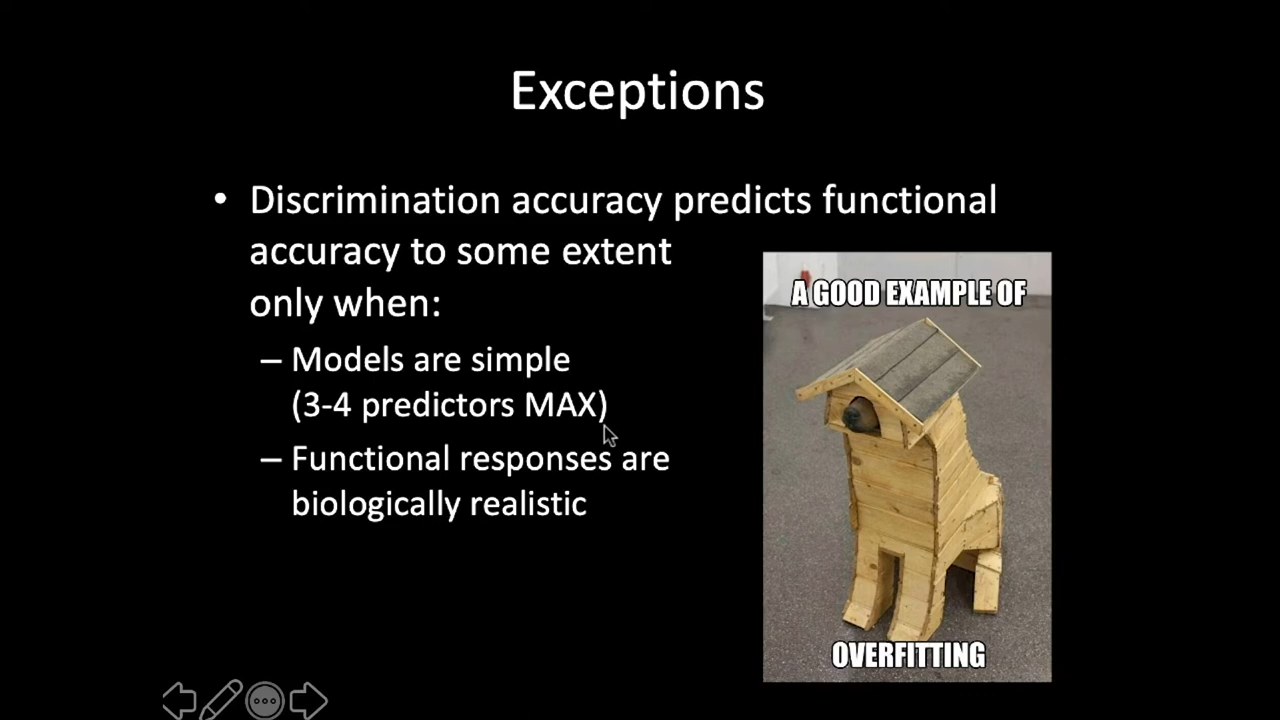 Exceptions
• Discrimination accuracy predicts functional
accuracy to some extent
only when:
– Models are simple
(3-4 predictors MAX)
– Functional responses are
biologically realistic
A GOOD EXAMPLE OF
OVERFITTING